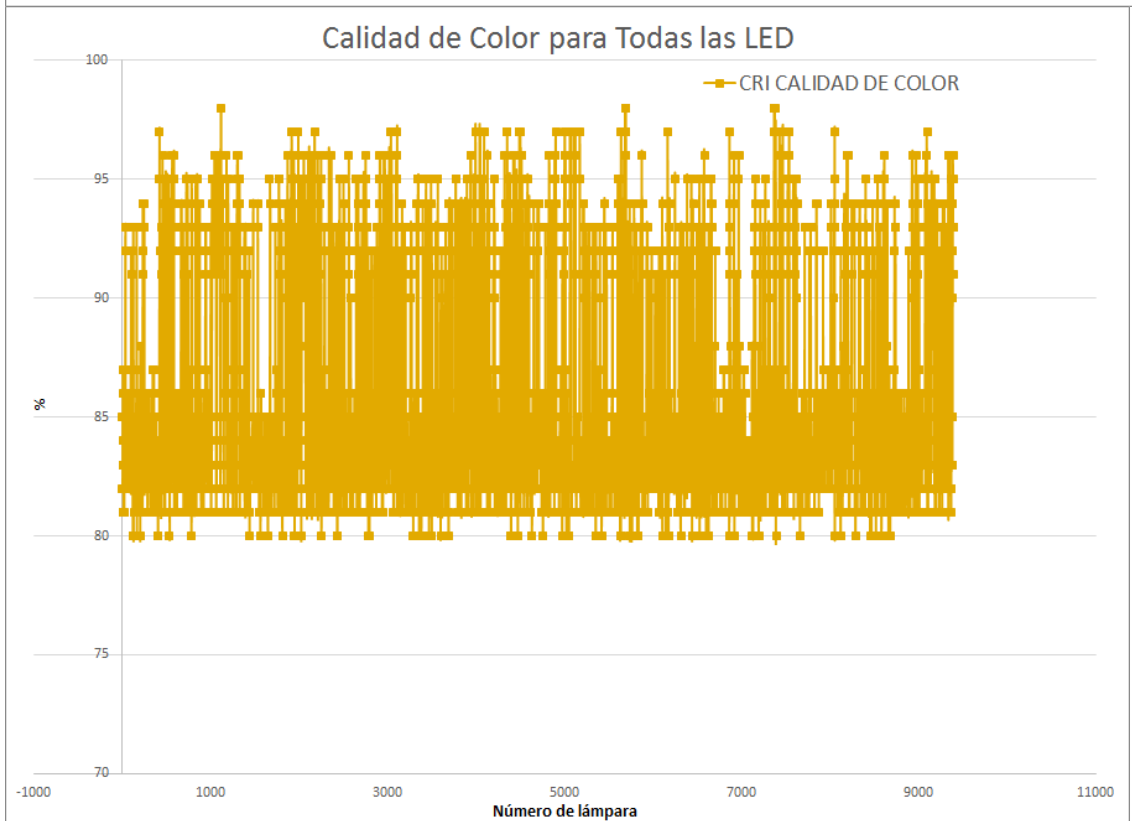 Calidad de Color para Todas las LED
100
CRI CALIDAD DE COLOR
95
90
85
%
80
75
70
-1000 1000 3000 5000 7000 9000 11000
Número de lámpara